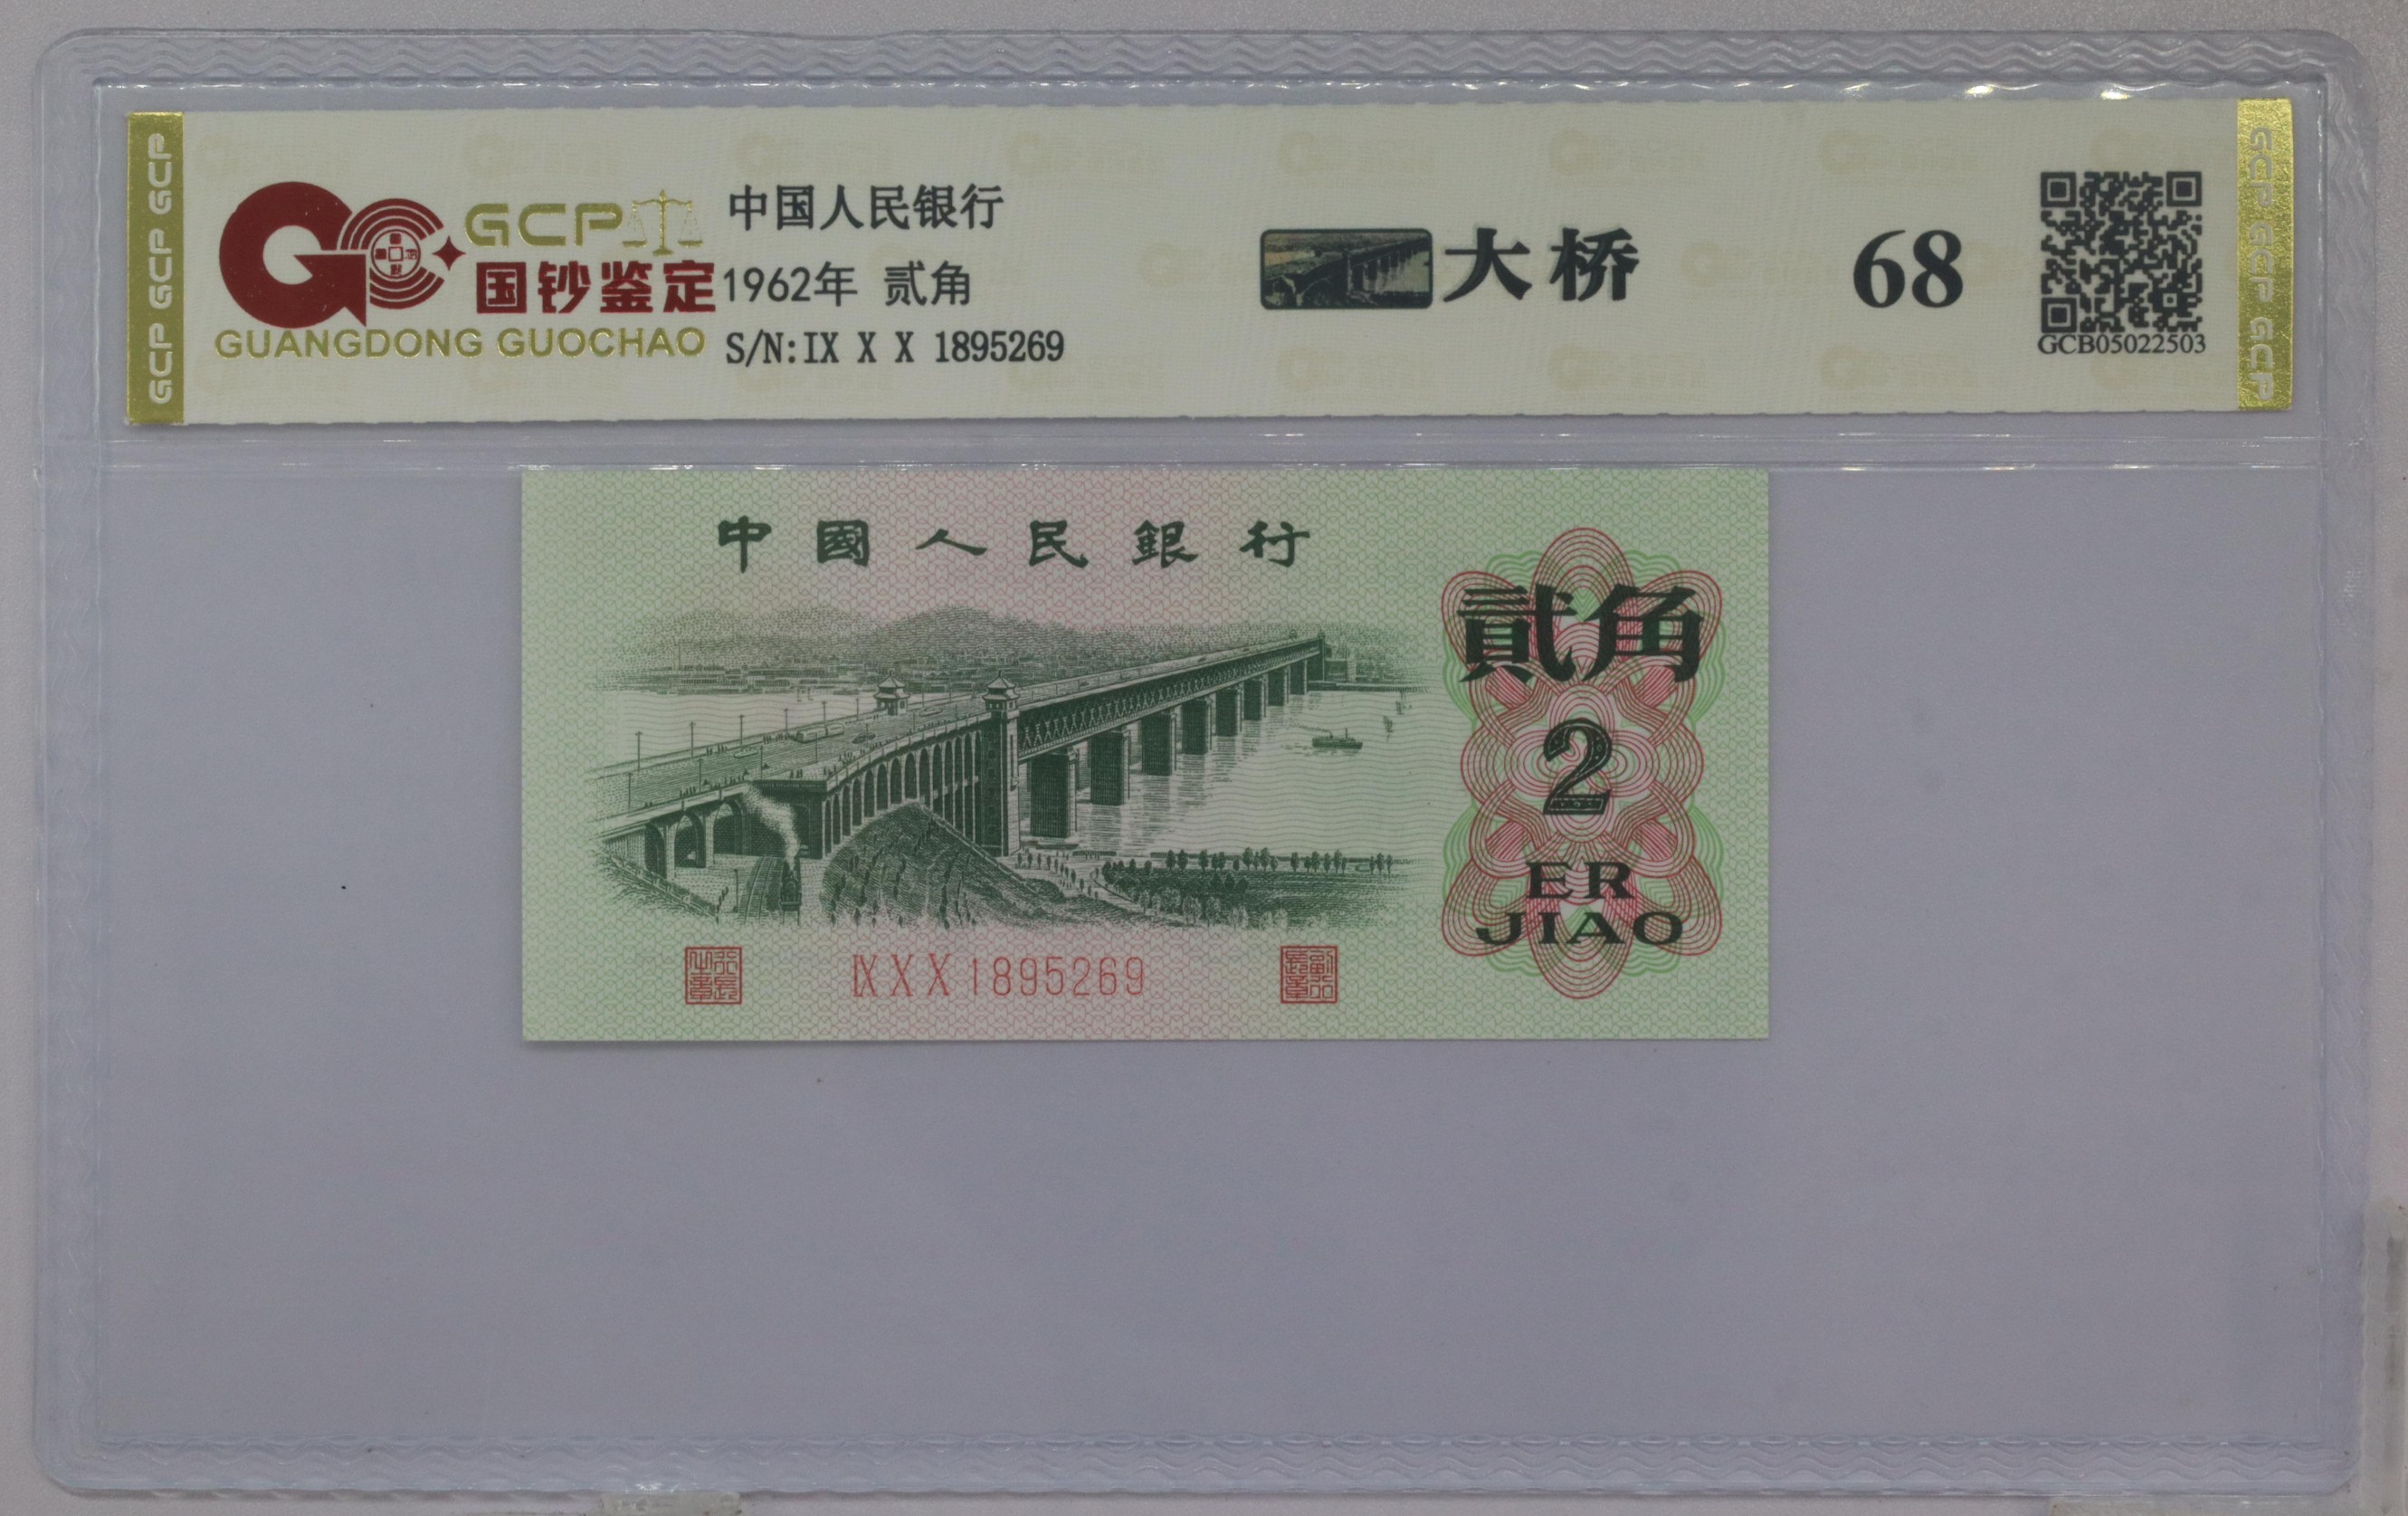 GCP GCP GCP
GCP
国钞鉴定
GUANGDONG GUOCHAO
中国人民银行
1962年 贰角
S/N:IX X X 1895269
大桥
68
GCB05022503
GCP GCP GCP
中國人民銀行
貳角
2
ER
JIAO
ⅨⅩⅩ1895269